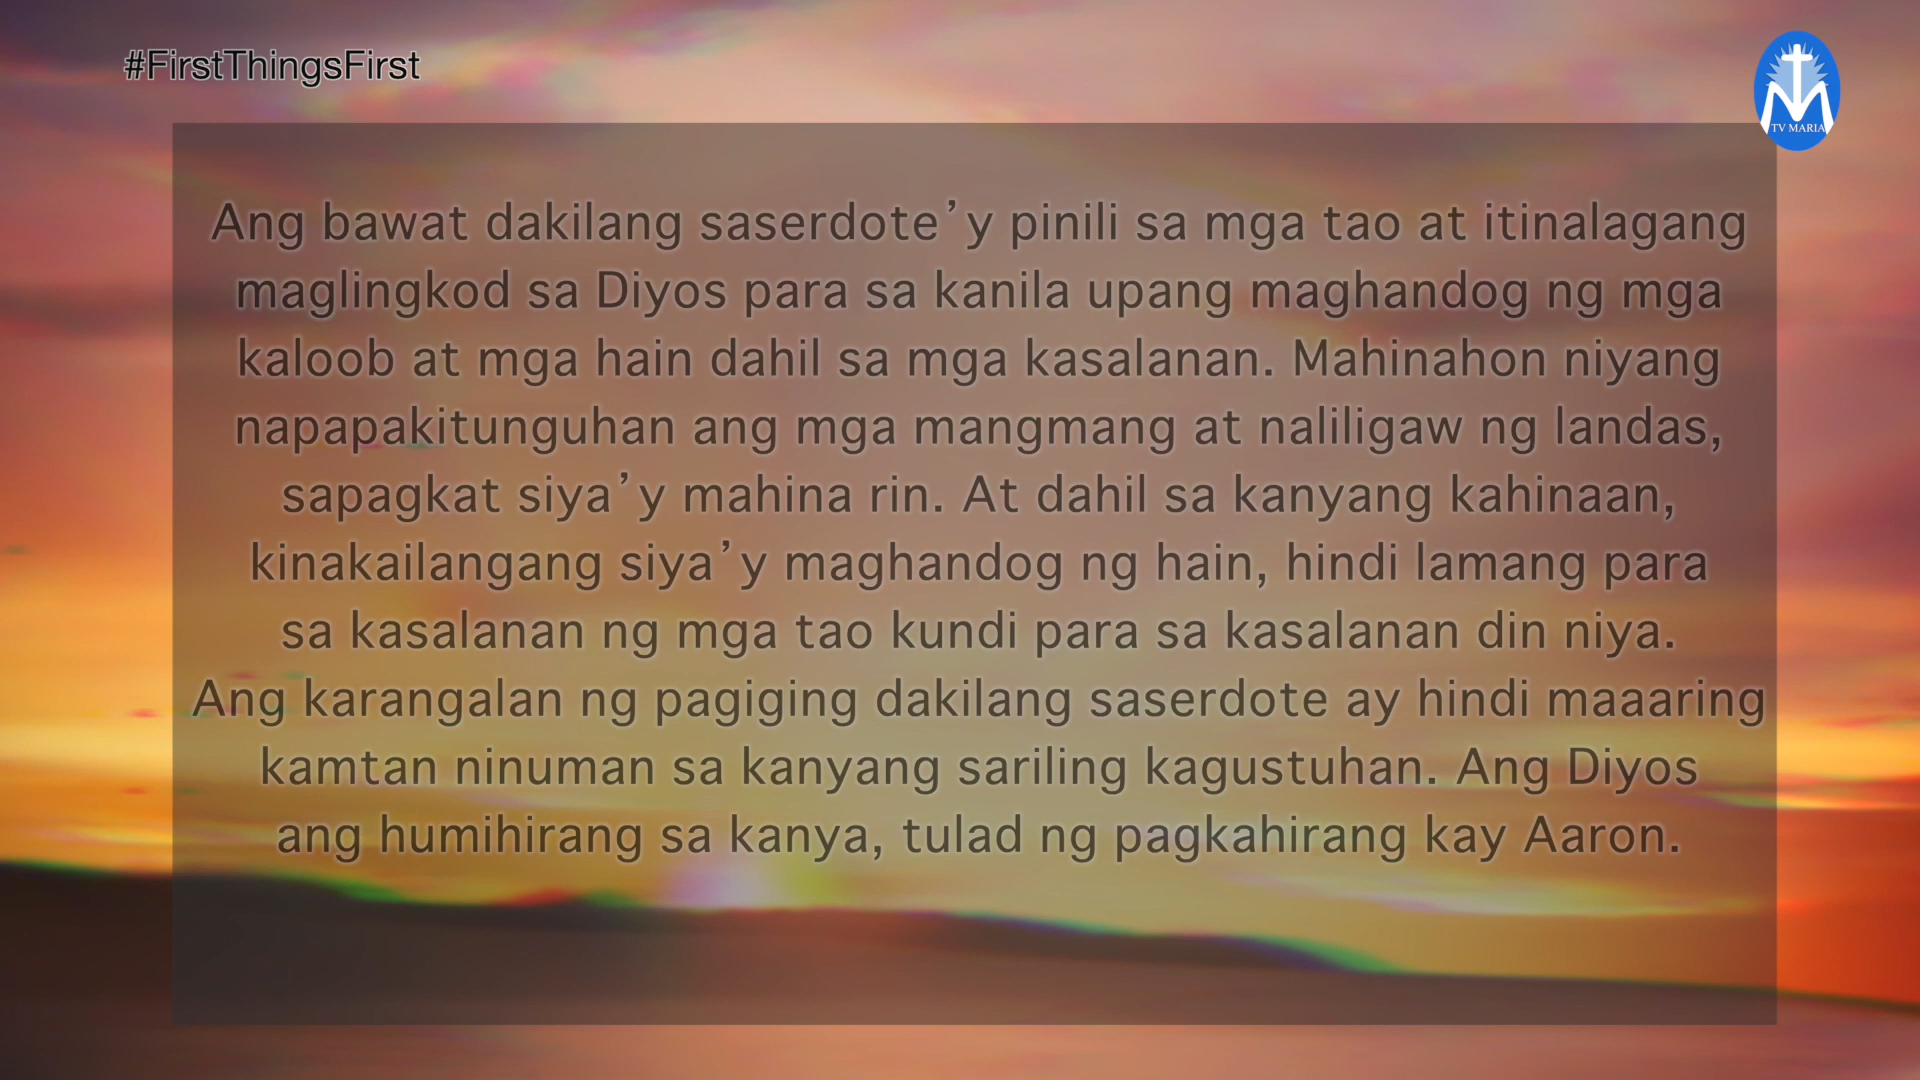 #FirstThingsFirst
TV MARIA
Ang bawat dakilang saserdote’y pinili sa mga tao at itinalagang
maglingkod sa Diyos para sa kanila upang maghandog ng mga
kaloob at mga hain dahil sa mga kasalanan. Mahinahon niyang
napapakitunguhan ang mga mangmang at naliligaw ng landas,
sapagkat siya’y mahina rin. At dahil sa kanyang kahinaan,
kinakailangang siya’y maghandog ng hain, hindi lamang para
sa kasalanan ng mga tao kundi para sa kasalanan din niya.
Ang karangalan ng pagiging dakilang saserdote ay hindi maaaring
kamtan ninuman sa kanyang sariling kagustuhan. Ang Diyos
ang humihirang sa kanya, tulad ng pagkahirang kay Aaron.